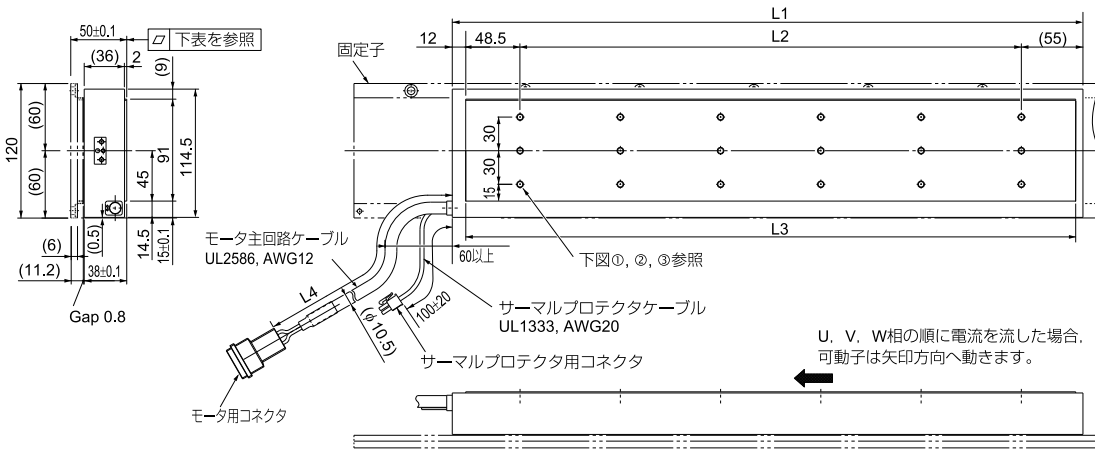 50±0.1
⏥ 下表を参照
(36)
2
(9)
120
(60)
(60)
45
91
114.5
(6)
(11.2)
(0.5)
38±0.1
14.5
15±0.1
Gap 0.8
L1
12
48.5
L2
(55)
固定子
30
30
15
L3
60以上
下図①, ②, ③参照
モータ主回路ケーブル
UL2586, AWG12
L4
(φ10.5)
100±20
サーマルプロテクタケーブル
UL1333, AWG20
サーマルプロテクタ用コネクタ
モータ用コネクタ
U, V, W相の順に電流を流した場合,
可動子は矢印方向へ動きます。